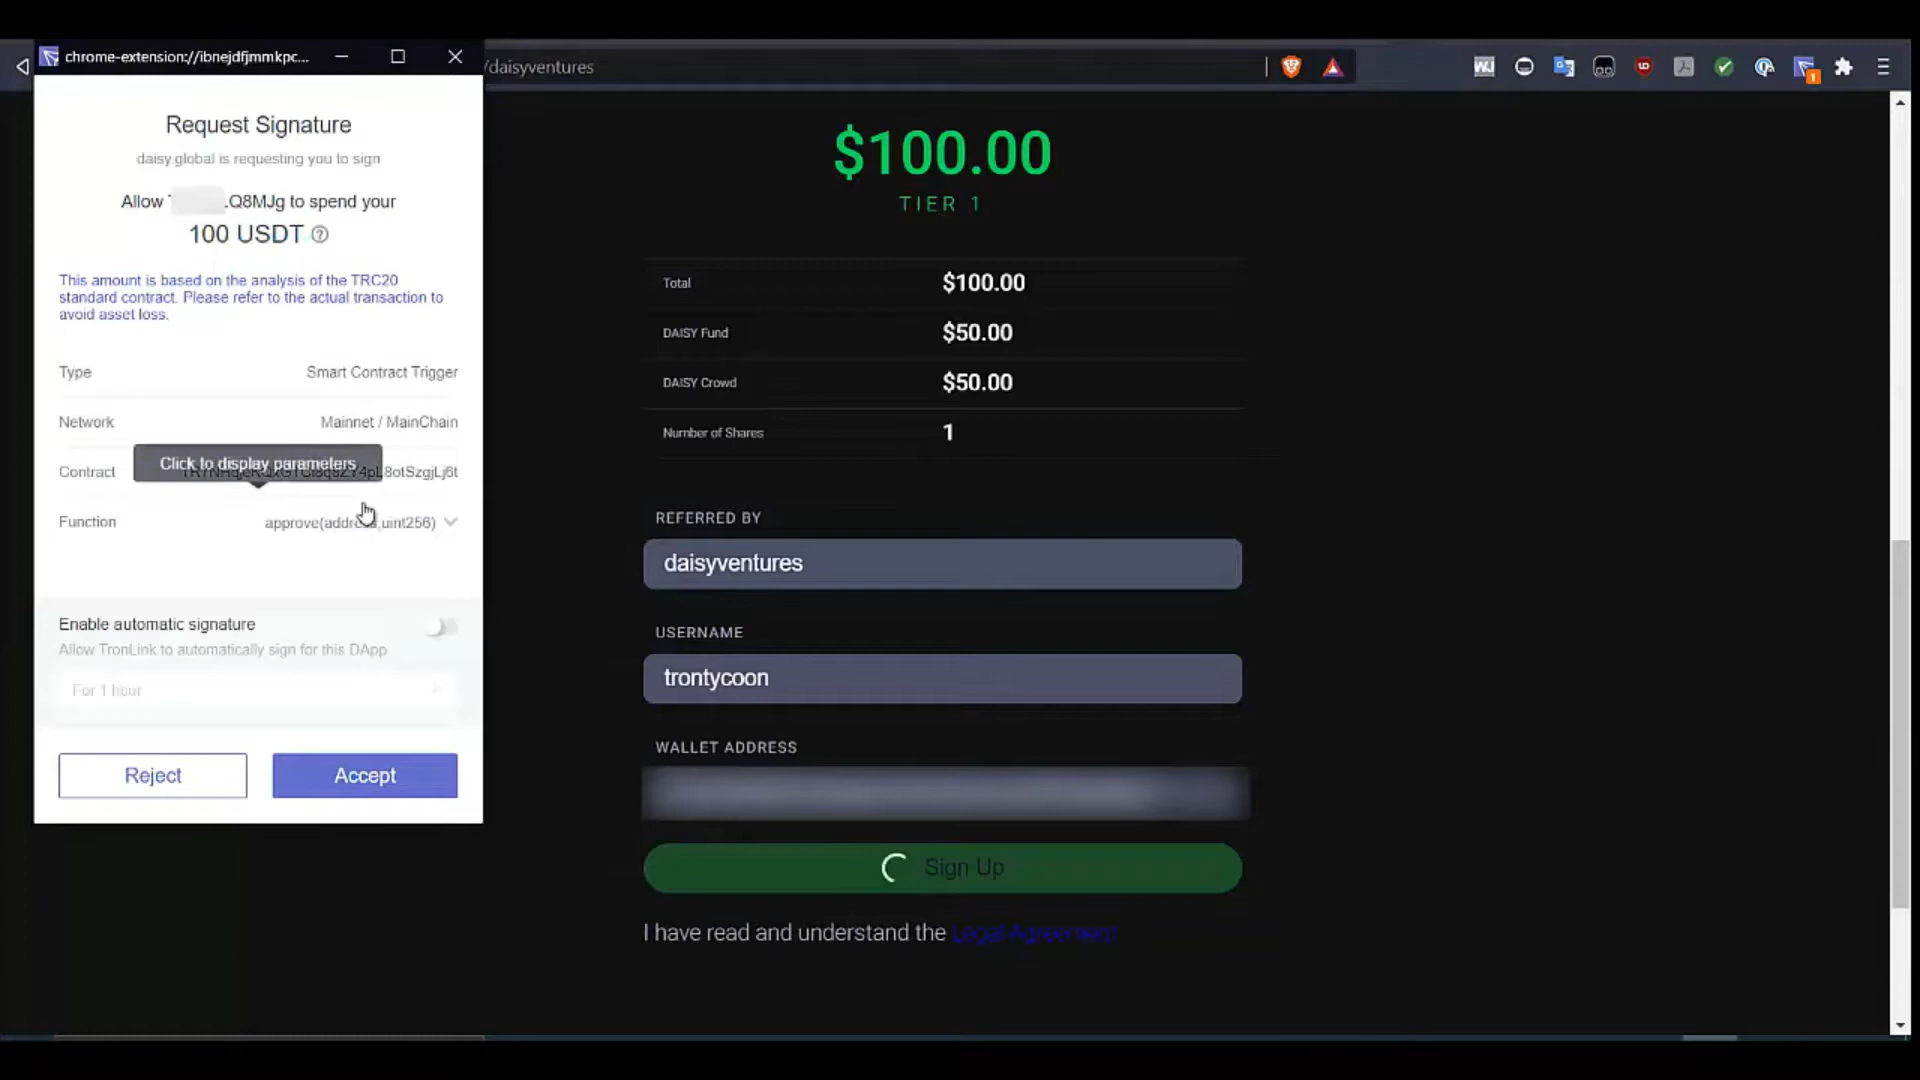 chrome-extension://ibnejdfjmmkpc...
/daisyventures
1
Request Signature
daisy.global is requesting you to sign
Allow T .Q8MJg to spend your
100 USDT ?
This amount is based on the analysis of the TRC20
standard contract. Please refer to the actual transaction to
avoid asset loss.
Type Smart Contract Trigger
Network Mainnet / MainChain
Click to display parameters
Contract 8otSzgjLj6t
Function approve(address,uint256)
Enable automatic signature
Allow TronLink to automatically sign for this DApp
For 1 hour
Reject Accept
$100.00
TIER 1
Total $100.00
DAISY Fund $50.00
DAISY Crowd $50.00
Number of Shares 1
REFERRED BY
daisyventures
USERNAME
trontycoon
WALLET ADDRESS
Sign Up
I have read and understand the Legal Agreement